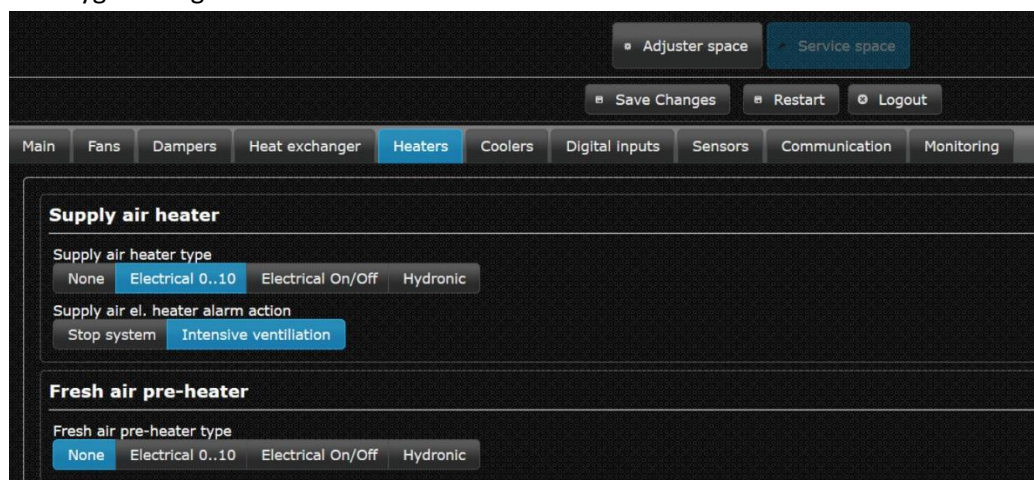 Adjuster space Service space
Save Changes Restart Logout
Main Fans Dampers Heat exchanger Heaters Coolers Digital inputs Sensors Communication Monitoring
Supply air heater
Supply air heater type
None Electrical 0..10 Electrical On/Off Hydronic
Supply air el. heater alarm action
Stop system Intensive ventiliation
Fresh air pre-heater
Fresh air pre-heater type
None Electrical 0..10 Electrical On/Off Hydronic